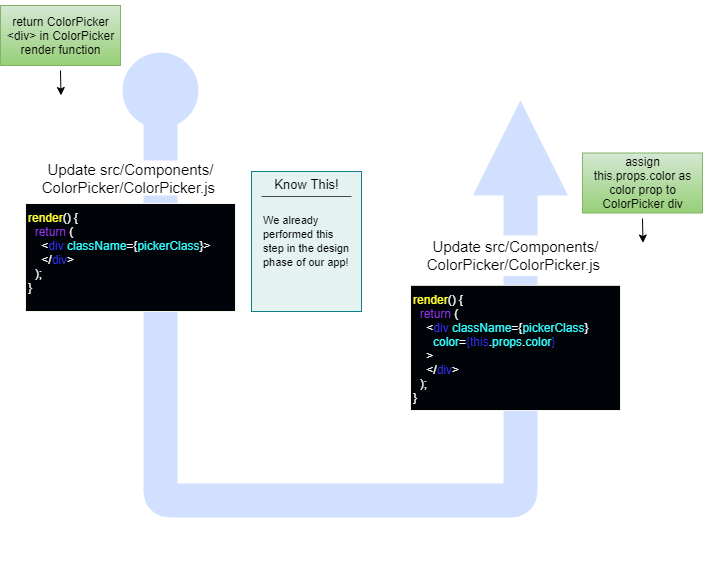 return ColorPicker
<div> in ColorPicker
render function
Update src/Components/
ColorPicker/ColorPicker.js
render() {
return (
<div className={pickerClass}>
</div>
);
}
Know This!
We already
performed this
step in the design
phase of our app!
assign
this.props.color as
color prop to
ColorPicker div
Update src/Components/
ColorPicker/ColorPicker.js
render() {
return (
<div className={pickerClass}
color={this.props.color}
>
</div>
);
}